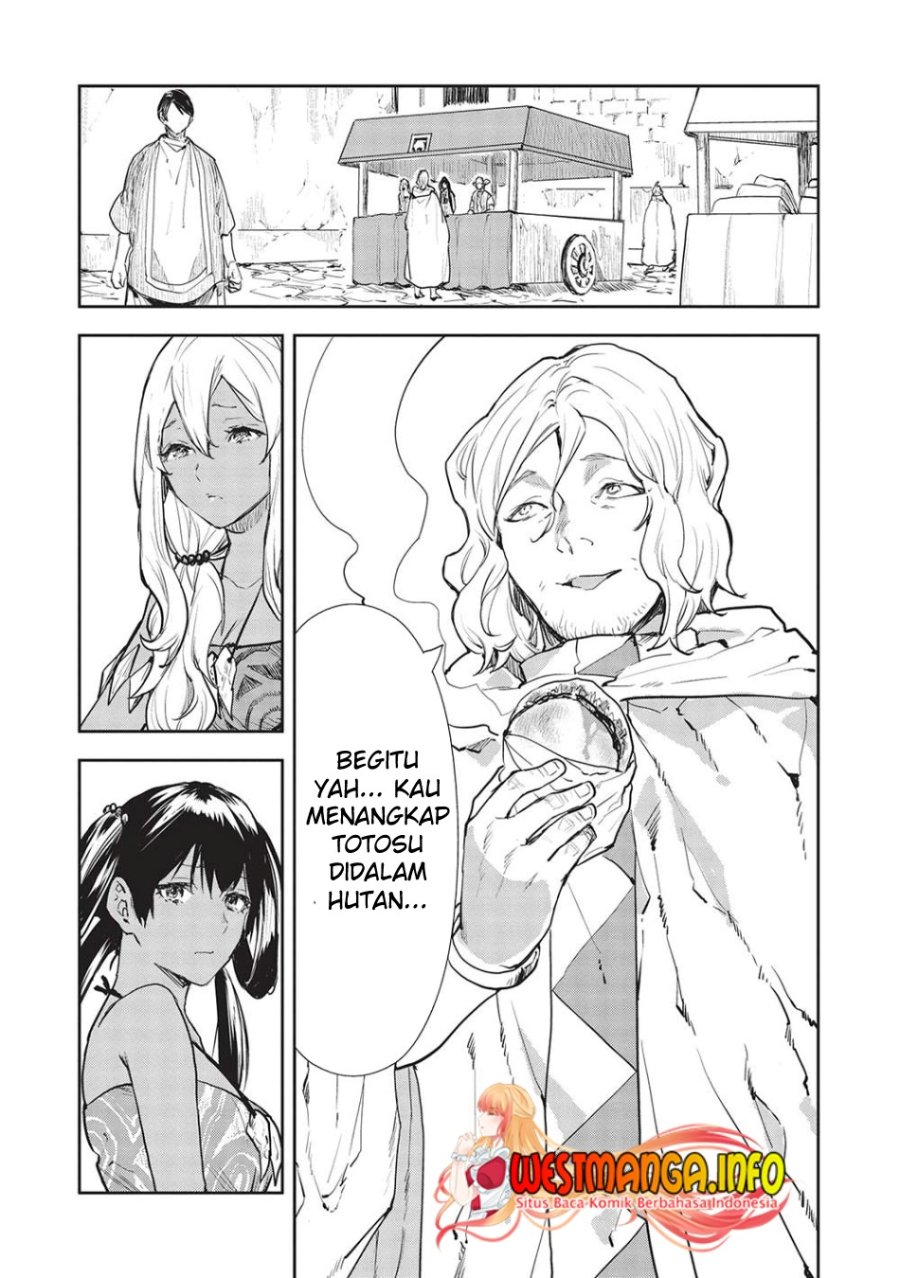 BEGITU
YAH... KAU
MENANGKAP
TOTOSU
DIDALAM
HUTAN...
WESTMANGA.INFO
Situs Baca Komik Berbahasa Indonesia